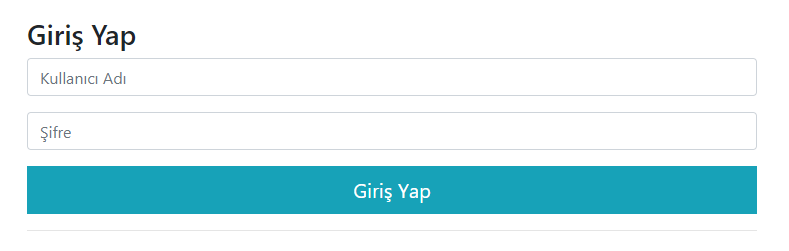 Giriş Yap
Kullanıcı Adı
Şifre
Giriş Yap